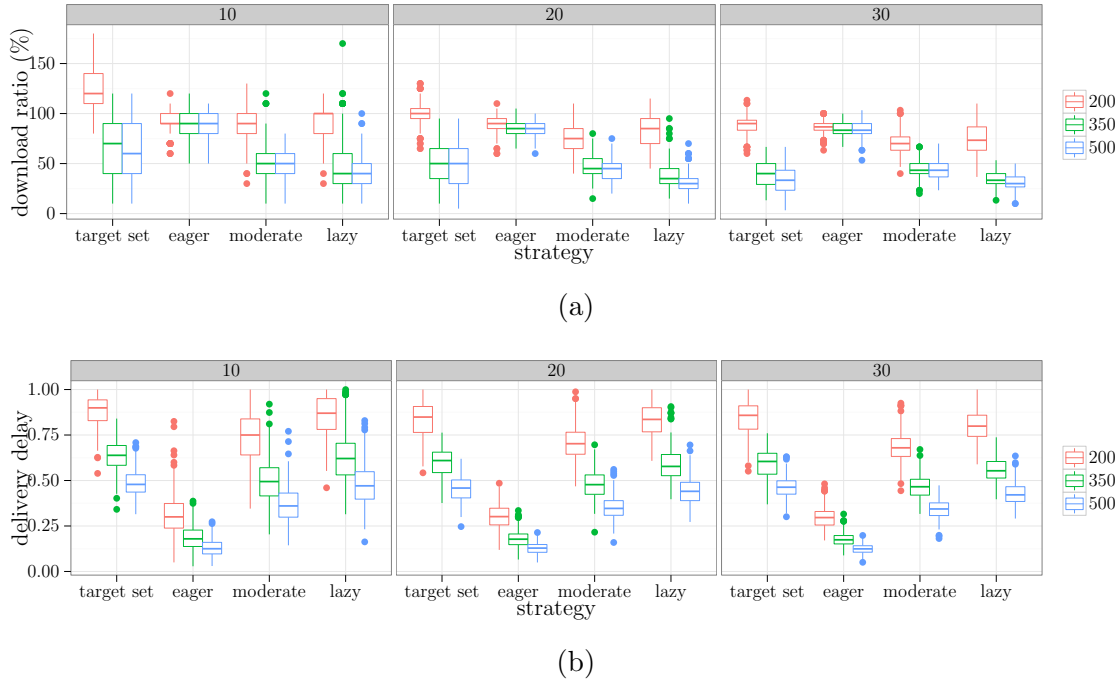 10 20 30
download ratio (%)
150
100
50
0
target set eager moderate lazy target set eager moderate lazy target set eager moderate lazy
strategy
200
350
500
(a)
10 20 30
delivery delay
1.00
0.75
0.50
0.25
0.00
target set eager moderate lazy target set eager moderate lazy target set eager moderate lazy
strategy
200
350
500
(b)